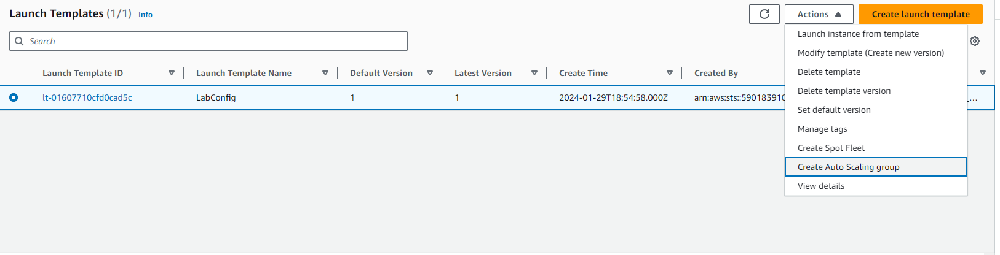 Launch Templates (1/1) Info
Actions
Create launch template
Search
Launch instance from template
Modify template (Create new version)
Delete template
Delete template version
Set default version
Manage tags
Create Spot Fleet
Create Auto Scaling group
View details
Launch Template ID Launch Template Name Default Version Latest Version Create Time Created By
lt-01607710cfd0cad5c LabConfig 1 1 2024-01-29T18:54:58.000Z arn:aws:sts::590183910 _...